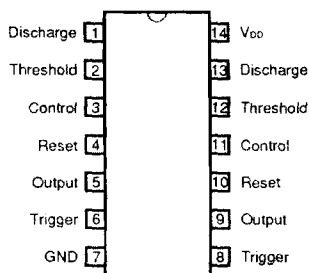 Discharge 1 14 VDD
Threshold 2 13 Discharge
Control 3 12 Threshold
Reset 4 11 Control
Output 5 10 Reset
Trigger 6 9 Output
GND 7 8 Trigger